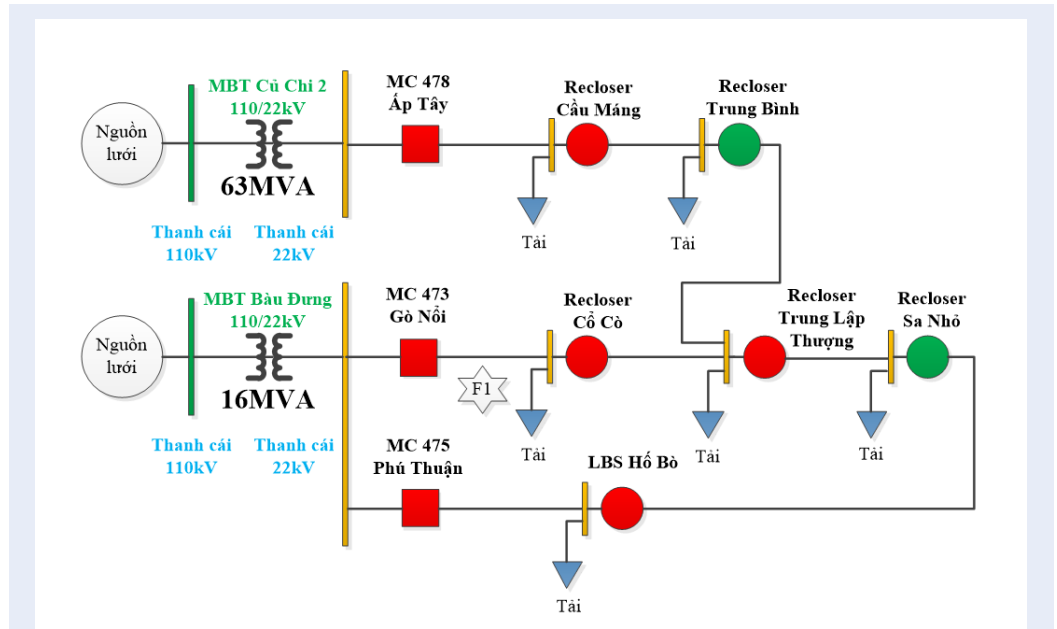 MBT Củ Chi 2
110/22kV
MC 478
Ấp Tây
Recloser
Cầu Máng
Recloser
Trung Bình
Nguồn
lưới
63MVA
Thanh cái
110kV
Thanh cái
22kV
Tải
Tải
MBT Bàu Đưng
110/22kV
MC 473
Gò Nổi
Recloser
Cổ Cò
Recloser
Trung Lập
Thượng
Recloser
Sa Nhỏ
Nguồn
lưới
16MVA
F1
Thanh cái
110kV
Thanh cái
22kV
Tải
Tải
Tải
MC 475
Phú Thuận
LBS Hố Bò
Tải